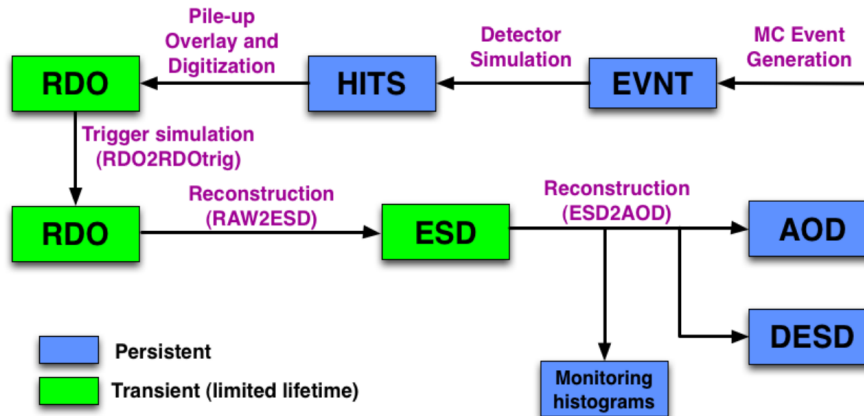 Pile-up
Overlay and
Digitization
Detector
Simulation
MC Event
Generation
RDO
HITS
EVNT
Trigger simulation
(RDO2RDOtrig)
Reconstruction
(RAW2ESD)
Reconstruction
(ESD2AOD)
RDO
ESD
AOD
DESD
Persistent
Transient (limited lifetime)
Monitoring
histograms